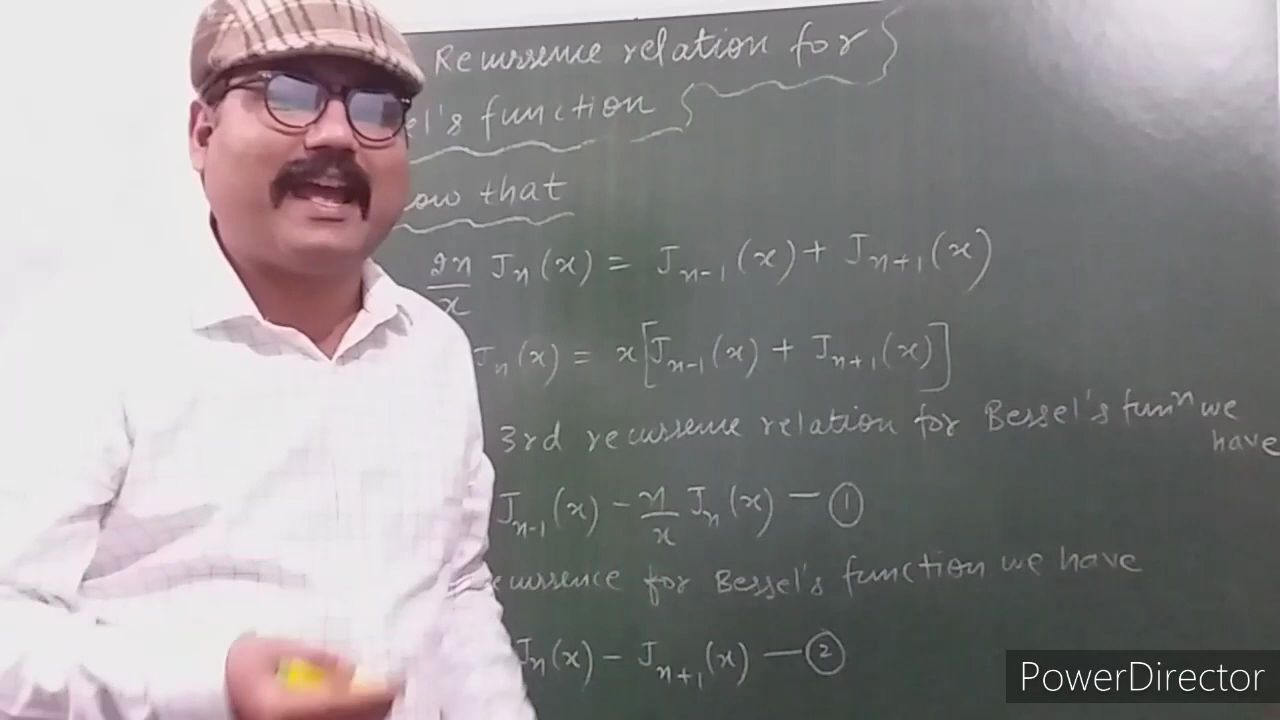 Recurrence relation for
el's function
ow that
2n/x Jₙ(x) = Jₙ₋₁(x) + Jₙ₊₁(x)
Jₙ(x) = x[Jₙ₋₁(x) + Jₙ₊₁(x)]
3rd recurrence relation for Bessel's funⁿ we
have
Jₙ₋₁(x) - n/x Jₙ(x) — ①
ecurrence for Bessel's function we have
Jₙ(x) - Jₙ₊₁(x) — ②
PowerDirector